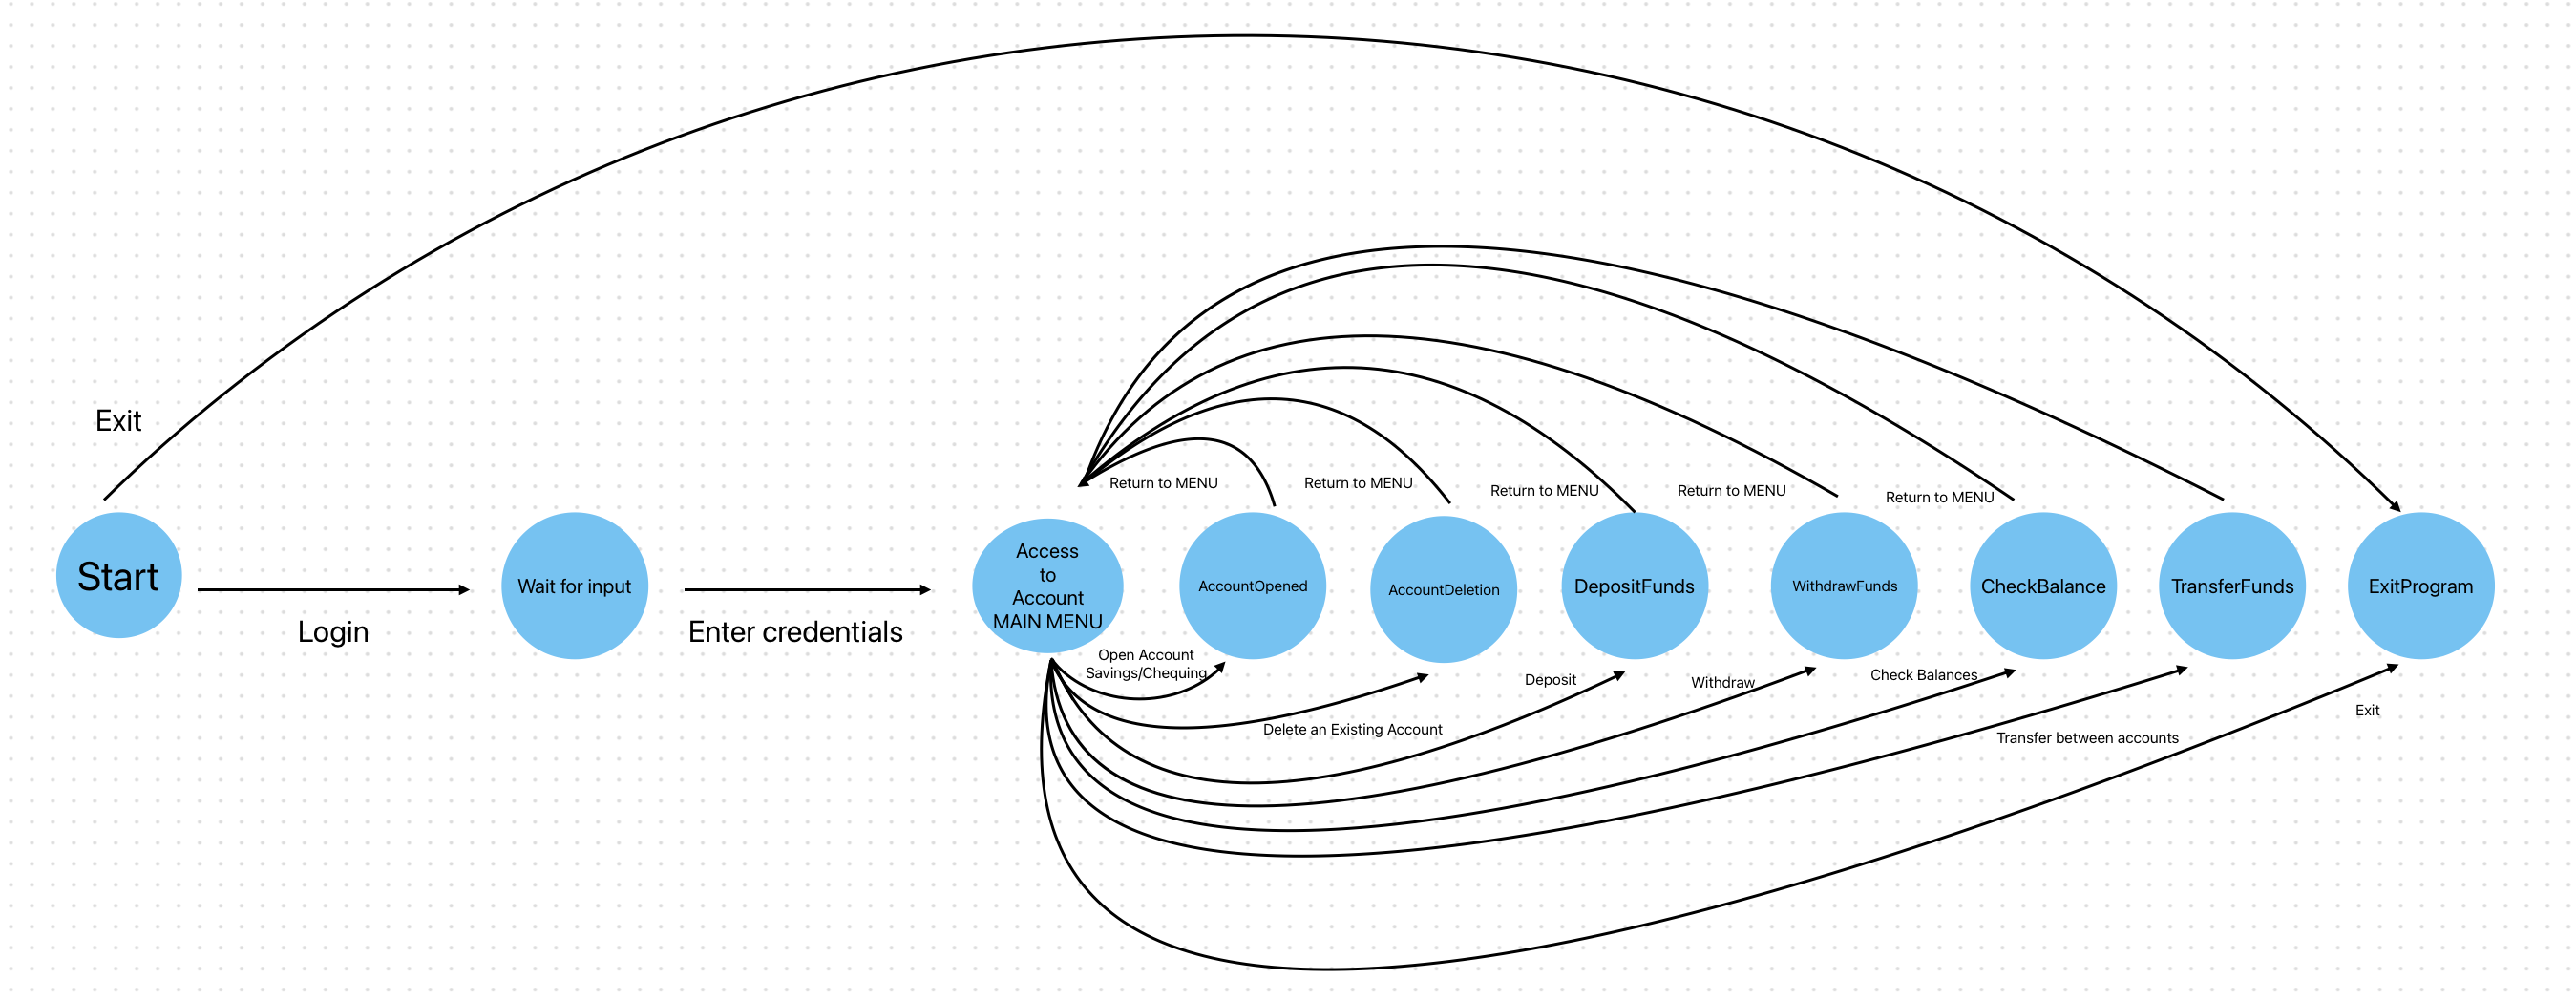 Exit
Return to MENU
Return to MENU
Return to MENU
Return to MENU
Return to MENU
Start
Login
Wait for input
Enter credentials
Access
to
Account
MAIN MENU
AccountOpened
AccountDeletion
DepositFunds
WithdrawFunds
CheckBalance
TransferFunds
ExitProgram
Open Account
Savings/Chequing
Delete an Existing Account
Deposit
Withdraw
Check Balances
Transfer between accounts
Exit